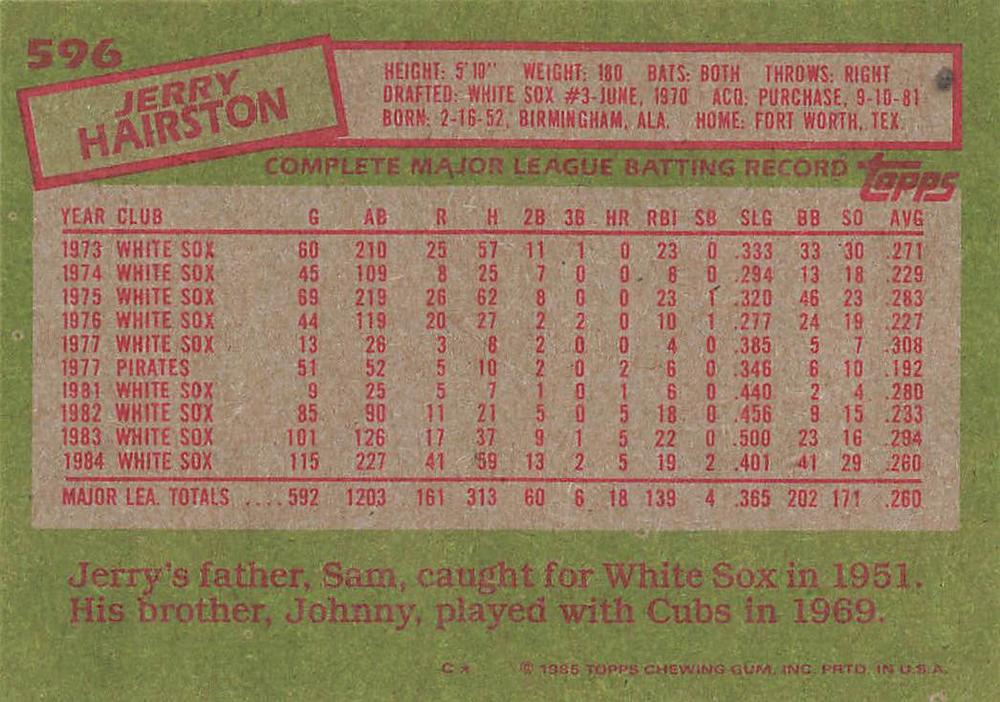 596
JERRY
HAIRSTON
HEIGHT: 5'10" WEIGHT: 180 BATS: BOTH THROWS: RIGHT
DRAFTED: WHITE SOX #3-JUNE, 1970 ACQ: PURCHASE, 9-10-81
BORN: 2-16-52, BIRMINGHAM, ALA. HOME: FORT WORTH, TEX.
COMPLETE MAJOR LEAGUE BATTING RECORD topps
YEAR CLUB G AB R H 2B 3B HR RBI SB SLG BB SO AVG
1973 WHITE SOX 60 210 25 57 11 1 0 23 0 .333 33 30 .271
1974 WHITE SOX 45 109 8 25 7 0 0 8 0 .294 13 18 .229
1975 WHITE SOX 69 219 26 62 8 0 0 23 1 .320 46 23 .283
1976 WHITE SOX 44 119 20 27 2 2 0 10 1 .277 24 19 .227
1977 WHITE SOX 13 26 3 8 2 0 0 4 0 .385 5 7 .308
1977 PIRATES 51 52 5 10 2 0 2 6 0 .346 6 10 .192
1981 WHITE SOX 9 25 5 7 1 0 1 6 0 .440 2 4 .280
1982 WHITE SOX 85 90 11 21 5 0 5 18 0 .456 9 15 .233
1983 WHITE SOX 101 126 17 37 9 1 5 22 0 .500 23 16 .294
1984 WHITE SOX 115 227 41 59 13 2 5 19 2 .401 41 29 .260
MAJOR LEA. TOTALS ....592 1203 161 313 60 6 18 139 4 .365 202 171 .260
Jerry's father, Sam, caught for White Sox in 1951.
His brother, Johnny, played with Cubs in 1969.
C* © 1985 TOPPS CHEWING GUM, INC. PRTD. IN U.S.A.